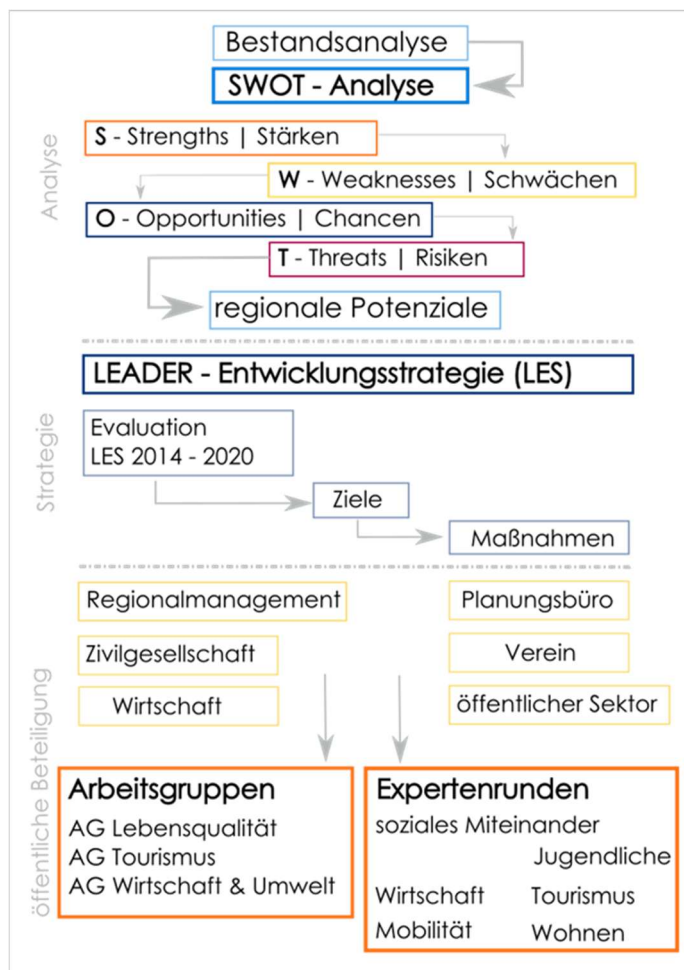 Bestandsanalyse
SWOT - Analyse
Analyse
S - Strengths | Stärken
W - Weaknesses | Schwächen
O - Opportunities | Chancen
T - Threats | Risiken
regionale Potenziale
Strategie
LEADER - Entwicklungsstrategie (LES)
Evaluation
LES 2014 - 2020
Ziele
Maßnahmen
öffentliche Beteiligung
Regionalmanagement
Planungsbüro
Zivilgesellschaft
Verein
Wirtschaft
öffentlicher Sektor
Arbeitsgruppen
AG Lebensqualität
AG Tourismus
AG Wirtschaft & Umwelt
Expertenrunden
soziales Miteinander
Jugendliche
Wirtschaft Tourismus
Mobilität Wohnen